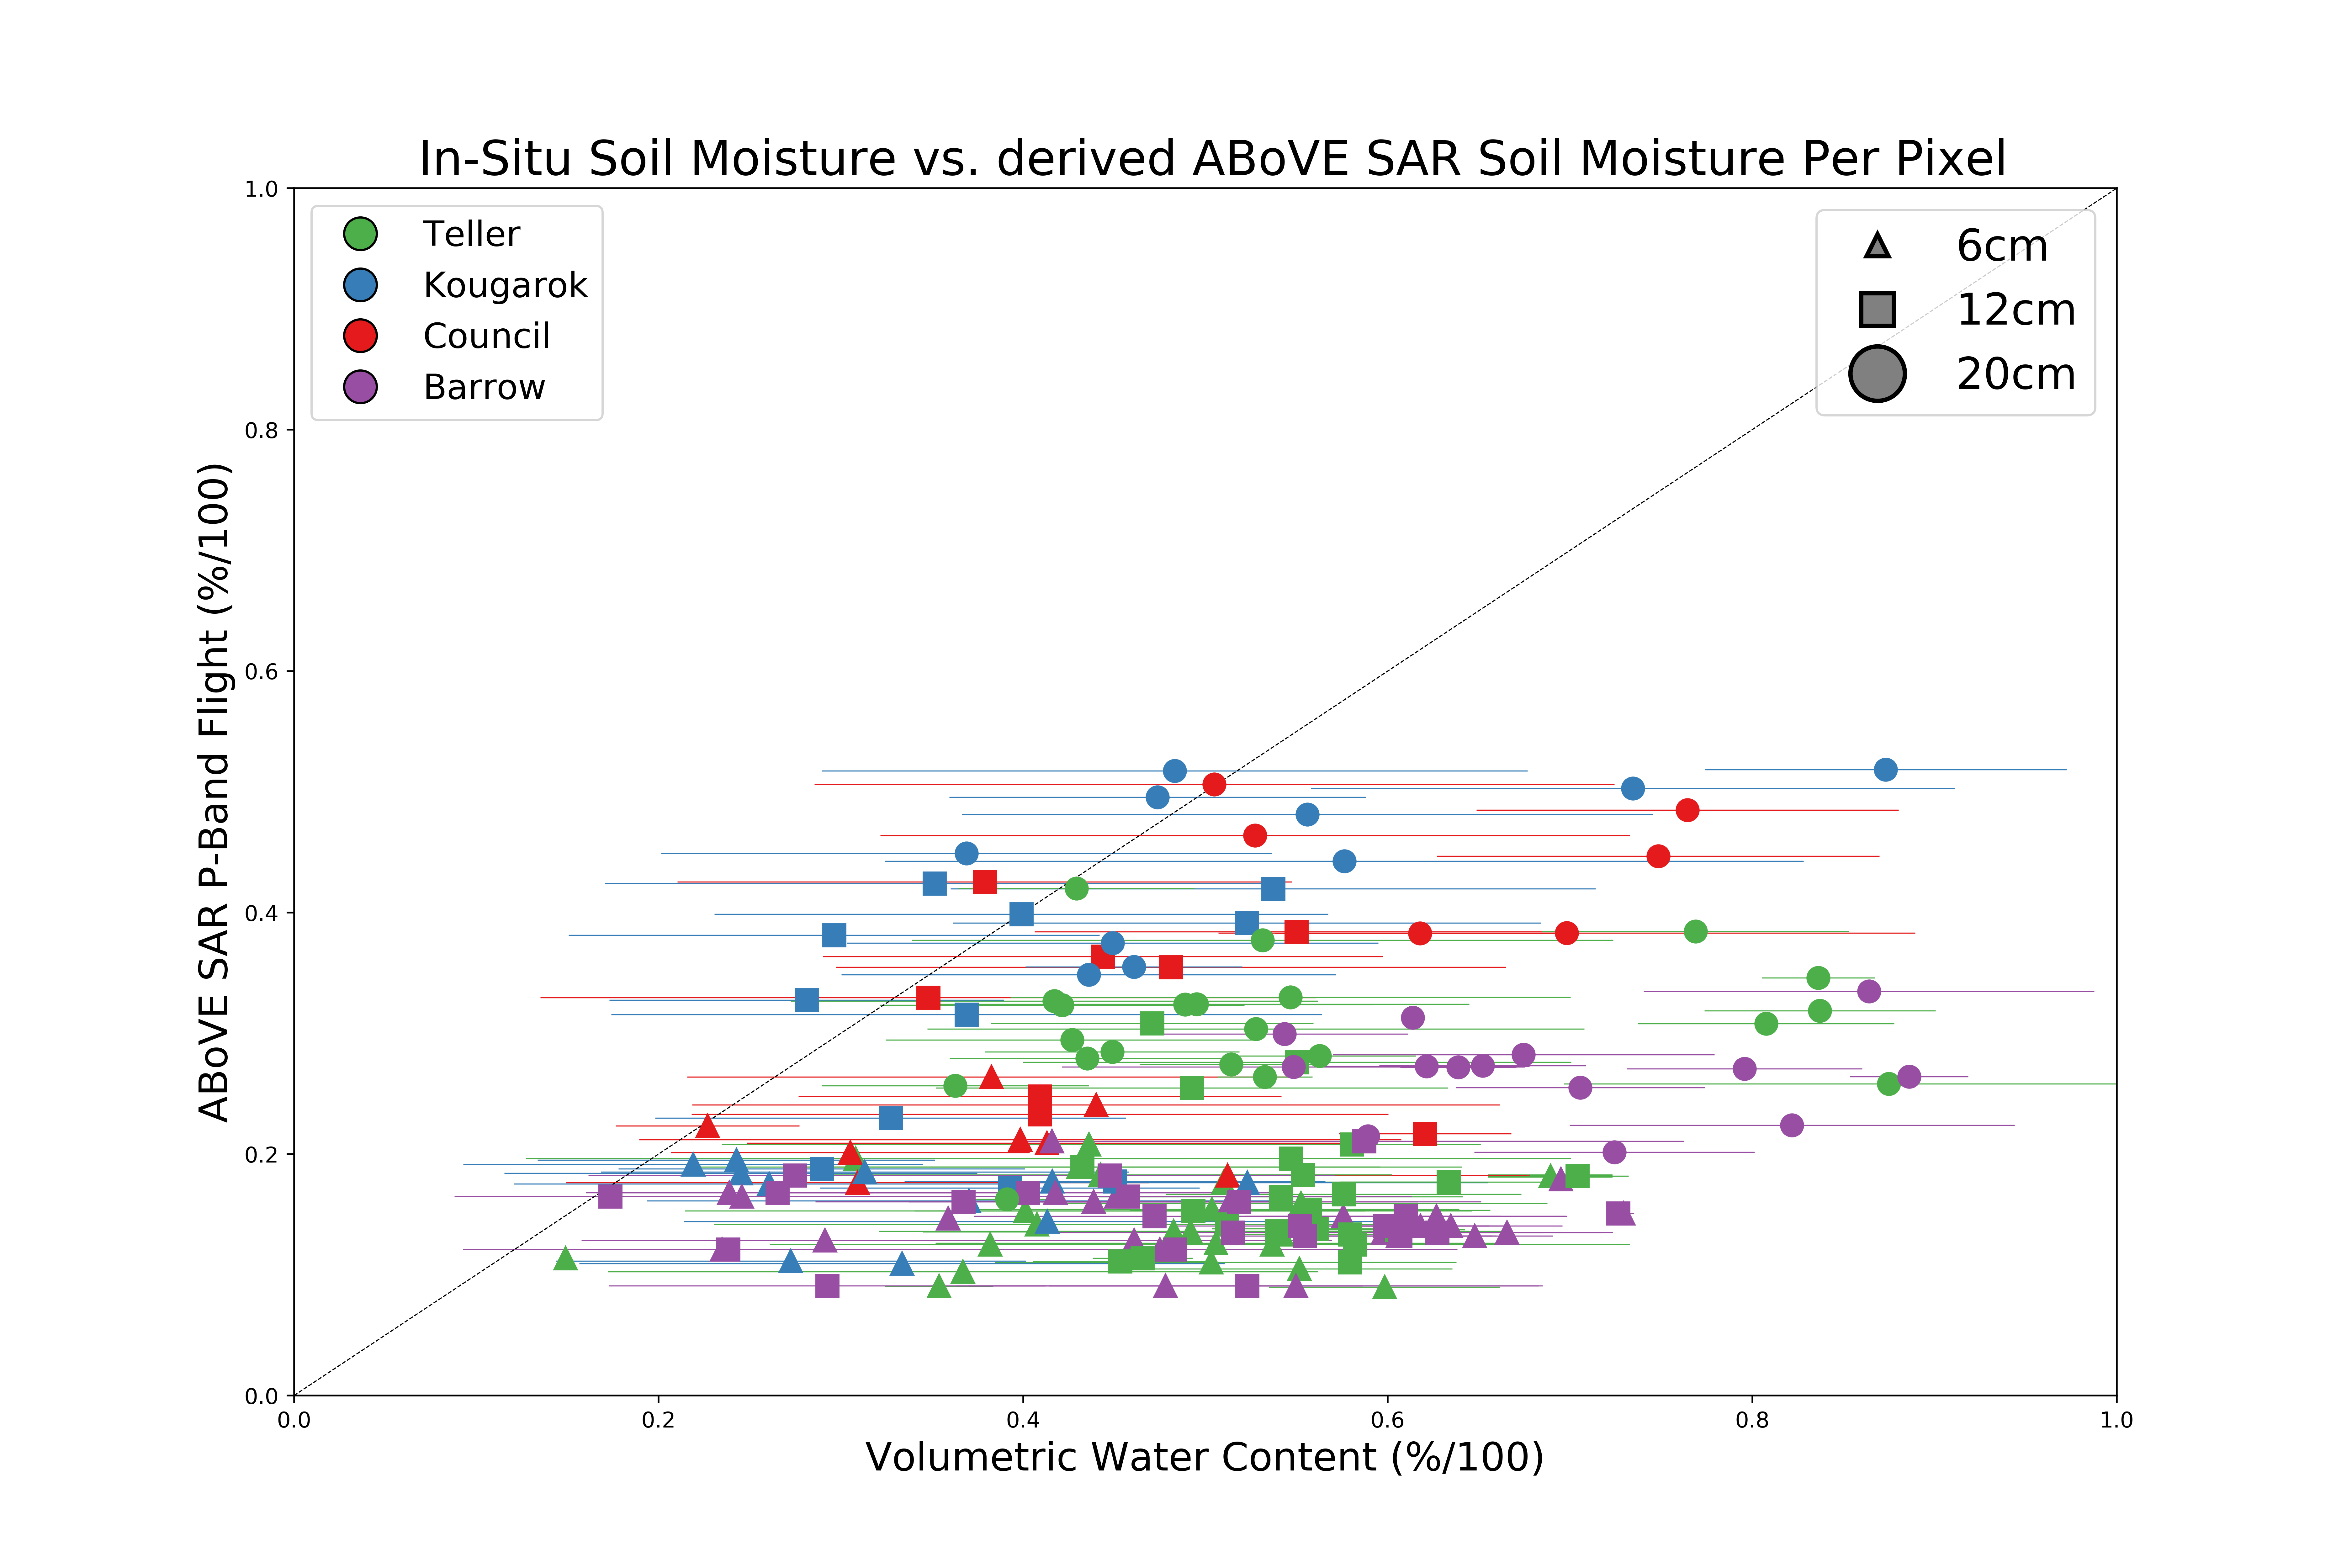 In-Situ Soil Moisture vs. derived ABoVE SAR Soil Moisture Per Pixel
Teller
Kougarok
Council
Barrow
6cm
12cm
20cm
ABoVE SAR P-Band Flight (%/100)
1.0
0.8
0.6
0.4
0.2
0.0
0.0 0.2 0.4 0.6 0.8 1.0
Volumetric Water Content (%/100)